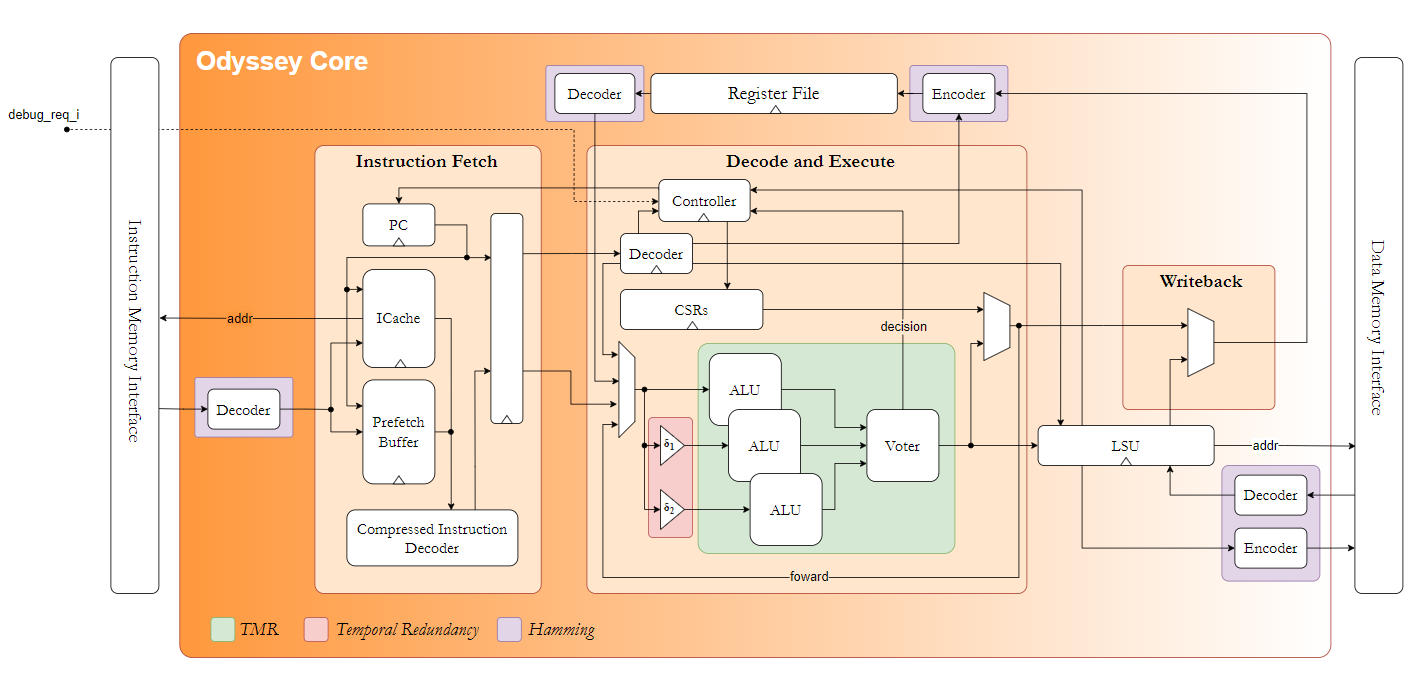 Odyssey Core
debug_req_i
Instruction Memory Interface
Decoder
Register File
Encoder
Instruction Fetch
Decode and Execute
Controller
PC
Decoder
ICache
addr
CSRs
decision
Writeback
Data Memory Interface
Decoder
Prefetch
Buffer
ALU
δ1
ALU
Voter
LSU
addr
δ2
ALU
Decoder
Compressed Instruction
Decoder
Encoder
foward
TMR
Temporal Redundancy
Hamming